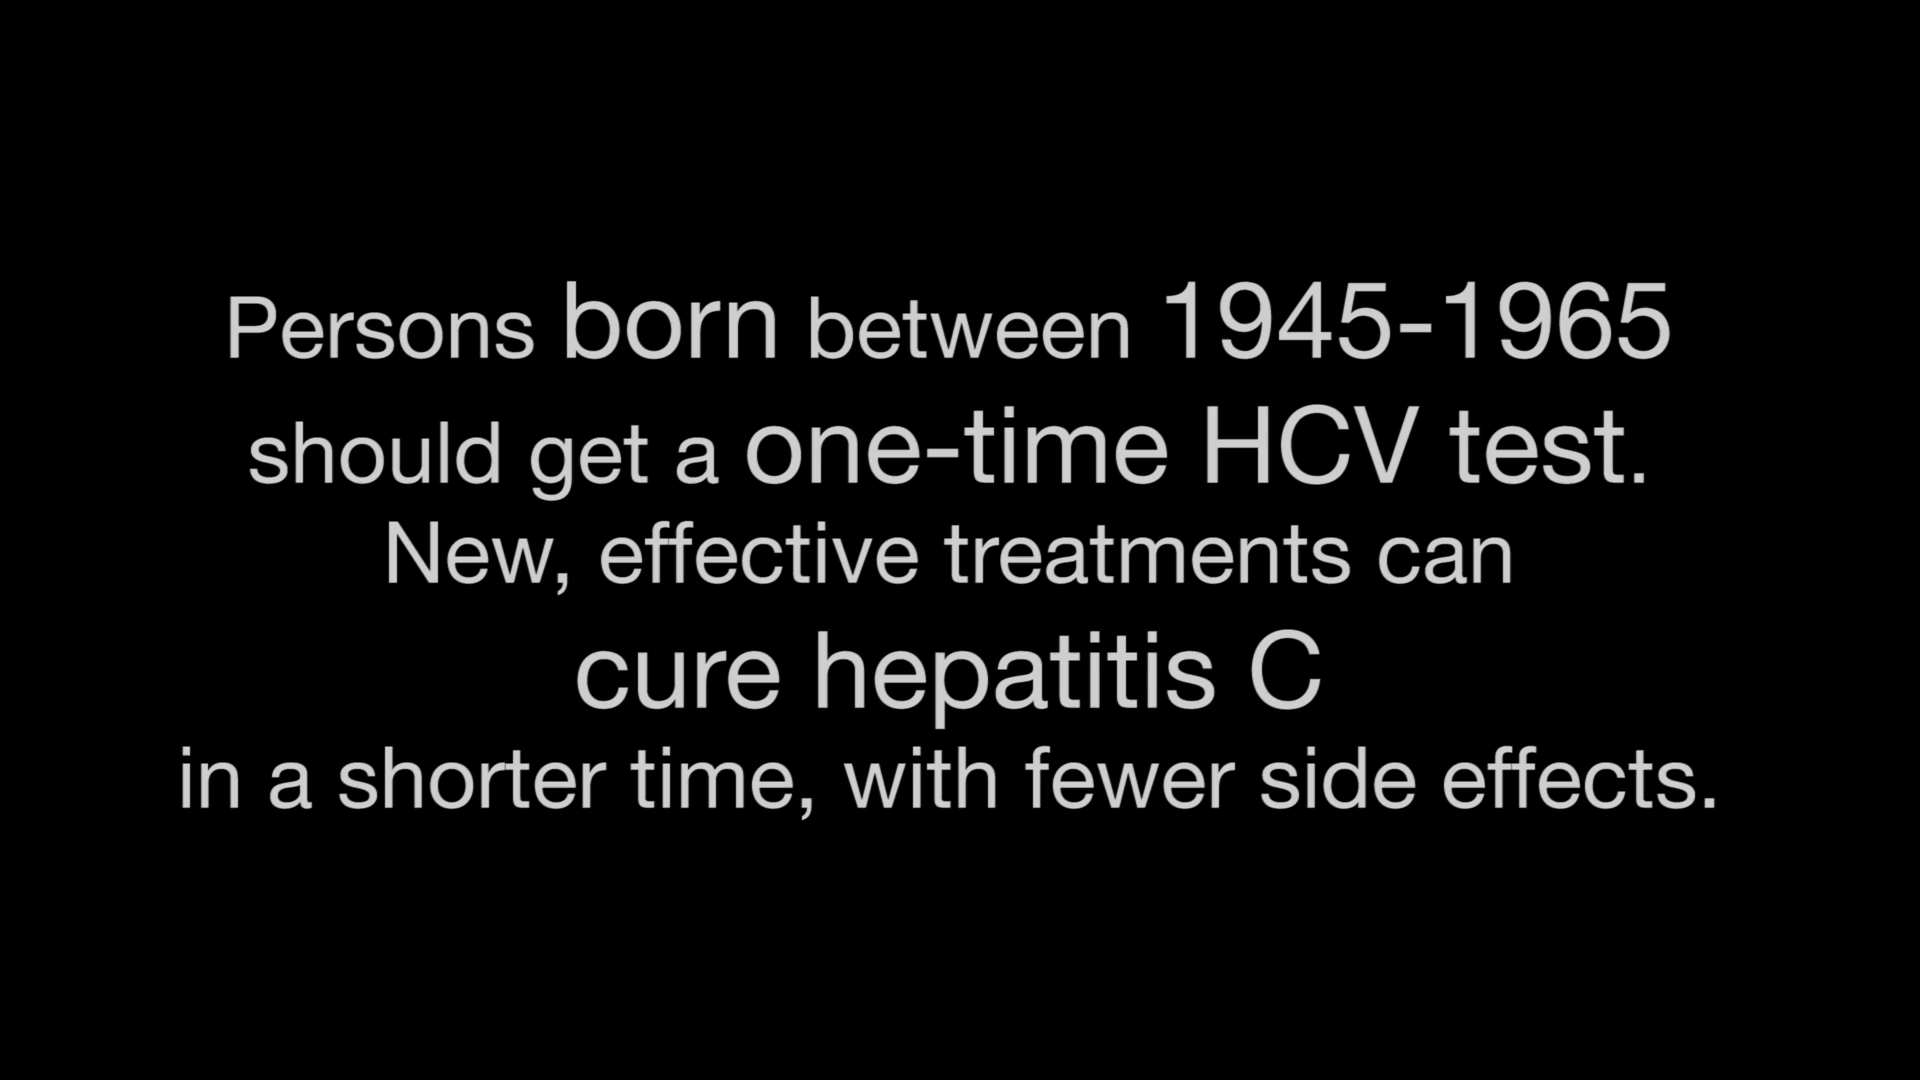 Persons born between 1945-1965
should get a one-time HCV test.
New, effective treatments can
cure hepatitis C
in a shorter time, with fewer side effects.